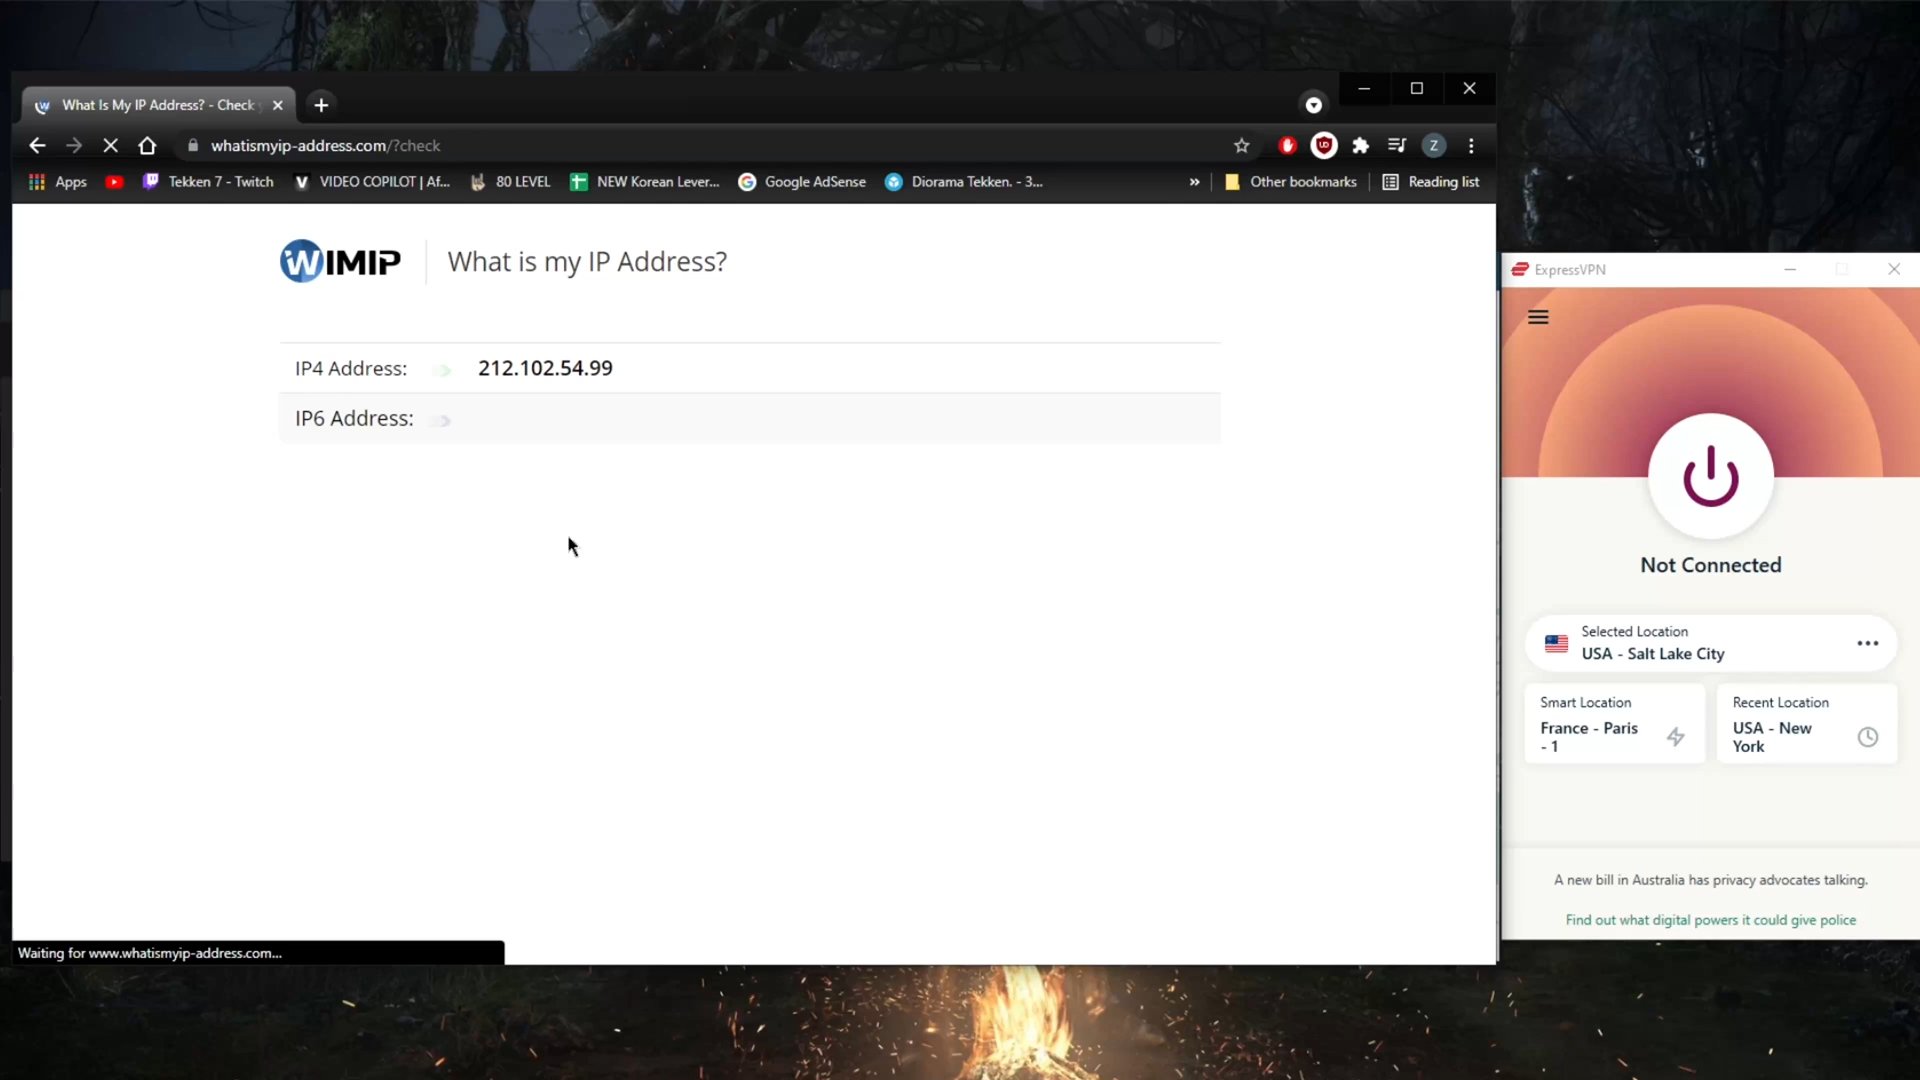 What Is My IP Address? - Check
whatismyip-address.com/?check
Z
Apps
Tekken 7 - Twitch
VIDEO COPILOT | Af...
80 LEVEL
NEW Korean Lever...
Google AdSense
Diorama Tekken. - 3...
»
Other bookmarks
Reading list
WIMIP
What is my IP Address?
IP4 Address:
212.102.54.99
IP6 Address:
Waiting for www.whatismyip-address.com...
ExpressVPN
Not Connected
Selected Location
USA - Salt Lake City
Smart Location
France - Paris
- 1
Recent Location
USA - New
York
A new bill in Australia has privacy advocates talking.
Find out what digital powers it could give police